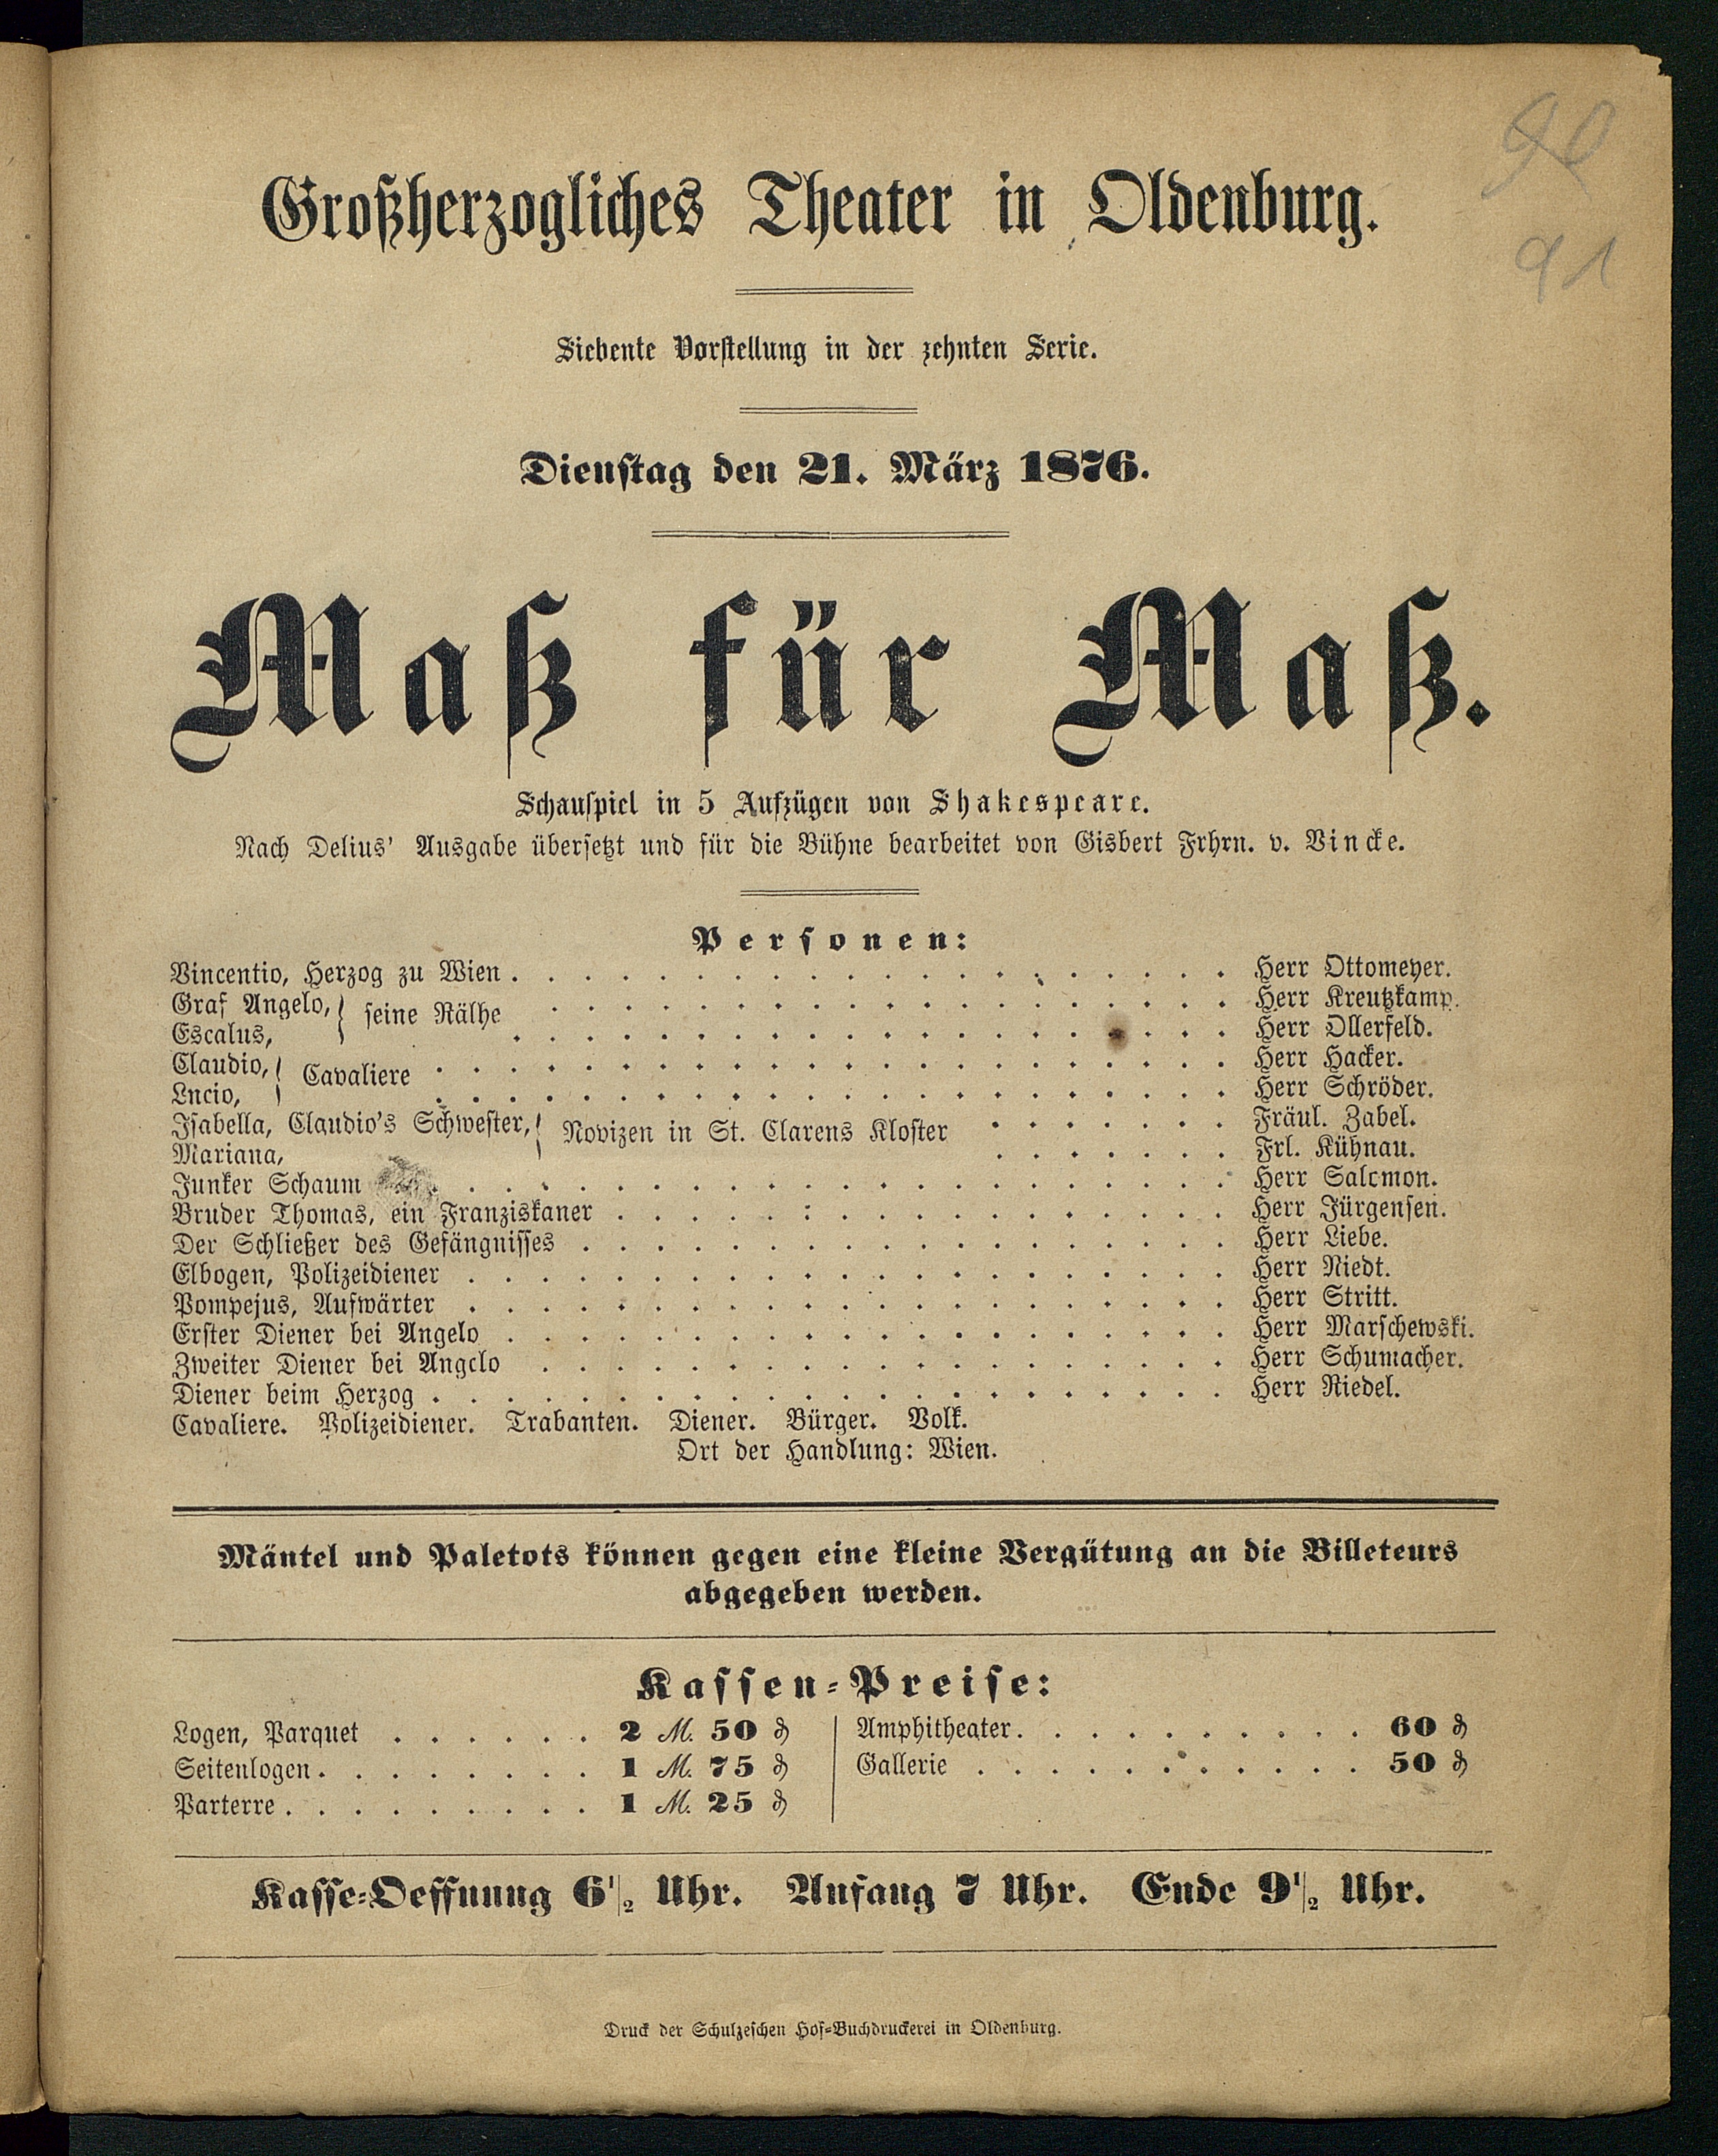 90
91
Großherzogliches Theater in Oldenburg.
Siebente Vorstellung in der zehnten Serie.
Dienstag den 21. März 1876.
Maß für Maß.
Schauspiel in 5 Aufzügen von Shakespeare.
Nach Delius' Ausgabe übersetzt und für die Bühne bearbeitet von Gisbert Frhrn. v. Vincke.
Personen:
Vincentio, Herzog zu Wien . . . . . Herr Ottomeyer.
Graf Angelo, } seine Räthe . . . . . Herr Kreutzkamp.
Escalus, . . . . . Herr Ollerfeld.
Claudio, } Cavaliere . . . . . Herr Hacker.
Lncio, . . . . . Herr Schröder.
Isabella, Claudio's Schwester, } Novizen in St. Clarens Kloster . . . . . Fräul. Zabel.
Mariana, . . . . . Frl. Kühnau.
Junker Schaum . . . . . Herr Salomon.
Bruder Thomas, ein Franziskaner . . . . . Herr Jürgensen.
Der Schließer des Gefängnisses . . . . . Herr Liebe.
Elbogen, Polizeidiener . . . . . Herr Niedt.
Pompejus, Aufwärter . . . . . Herr Stritt.
Erster Diener bei Angelo . . . . . Herr Marschewski.
Zweiter Diener bei Angelo . . . . . Herr Schumacher.
Diener beim Herzog . . . . . Herr Riedel.
Cavaliere. Polizeidiener. Trabanten. Diener. Bürger. Volk.
Ort der Handlung: Wien.
Mäntel und Paletots können gegen eine kleine Vergütung an die Billeteurs
abgegeben werden.
Kassen-Preise:
Logen, Parquet . . . . . 2 M. 50 ₰
Seitenlogen . . . . . 1 M. 75 ₰
Parterre . . . . . 1 M. 25 ₰
Amphitheater . . . . . 60 ₰
Gallerie . . . . . 50 ₰
Kasse-Oeffnung 6 1/2 Uhr. Anfang 7 Uhr. Ende 9 1/2 Uhr.
Druck der Schulzeschen Hof-Buchdruckerei in Oldenburg.